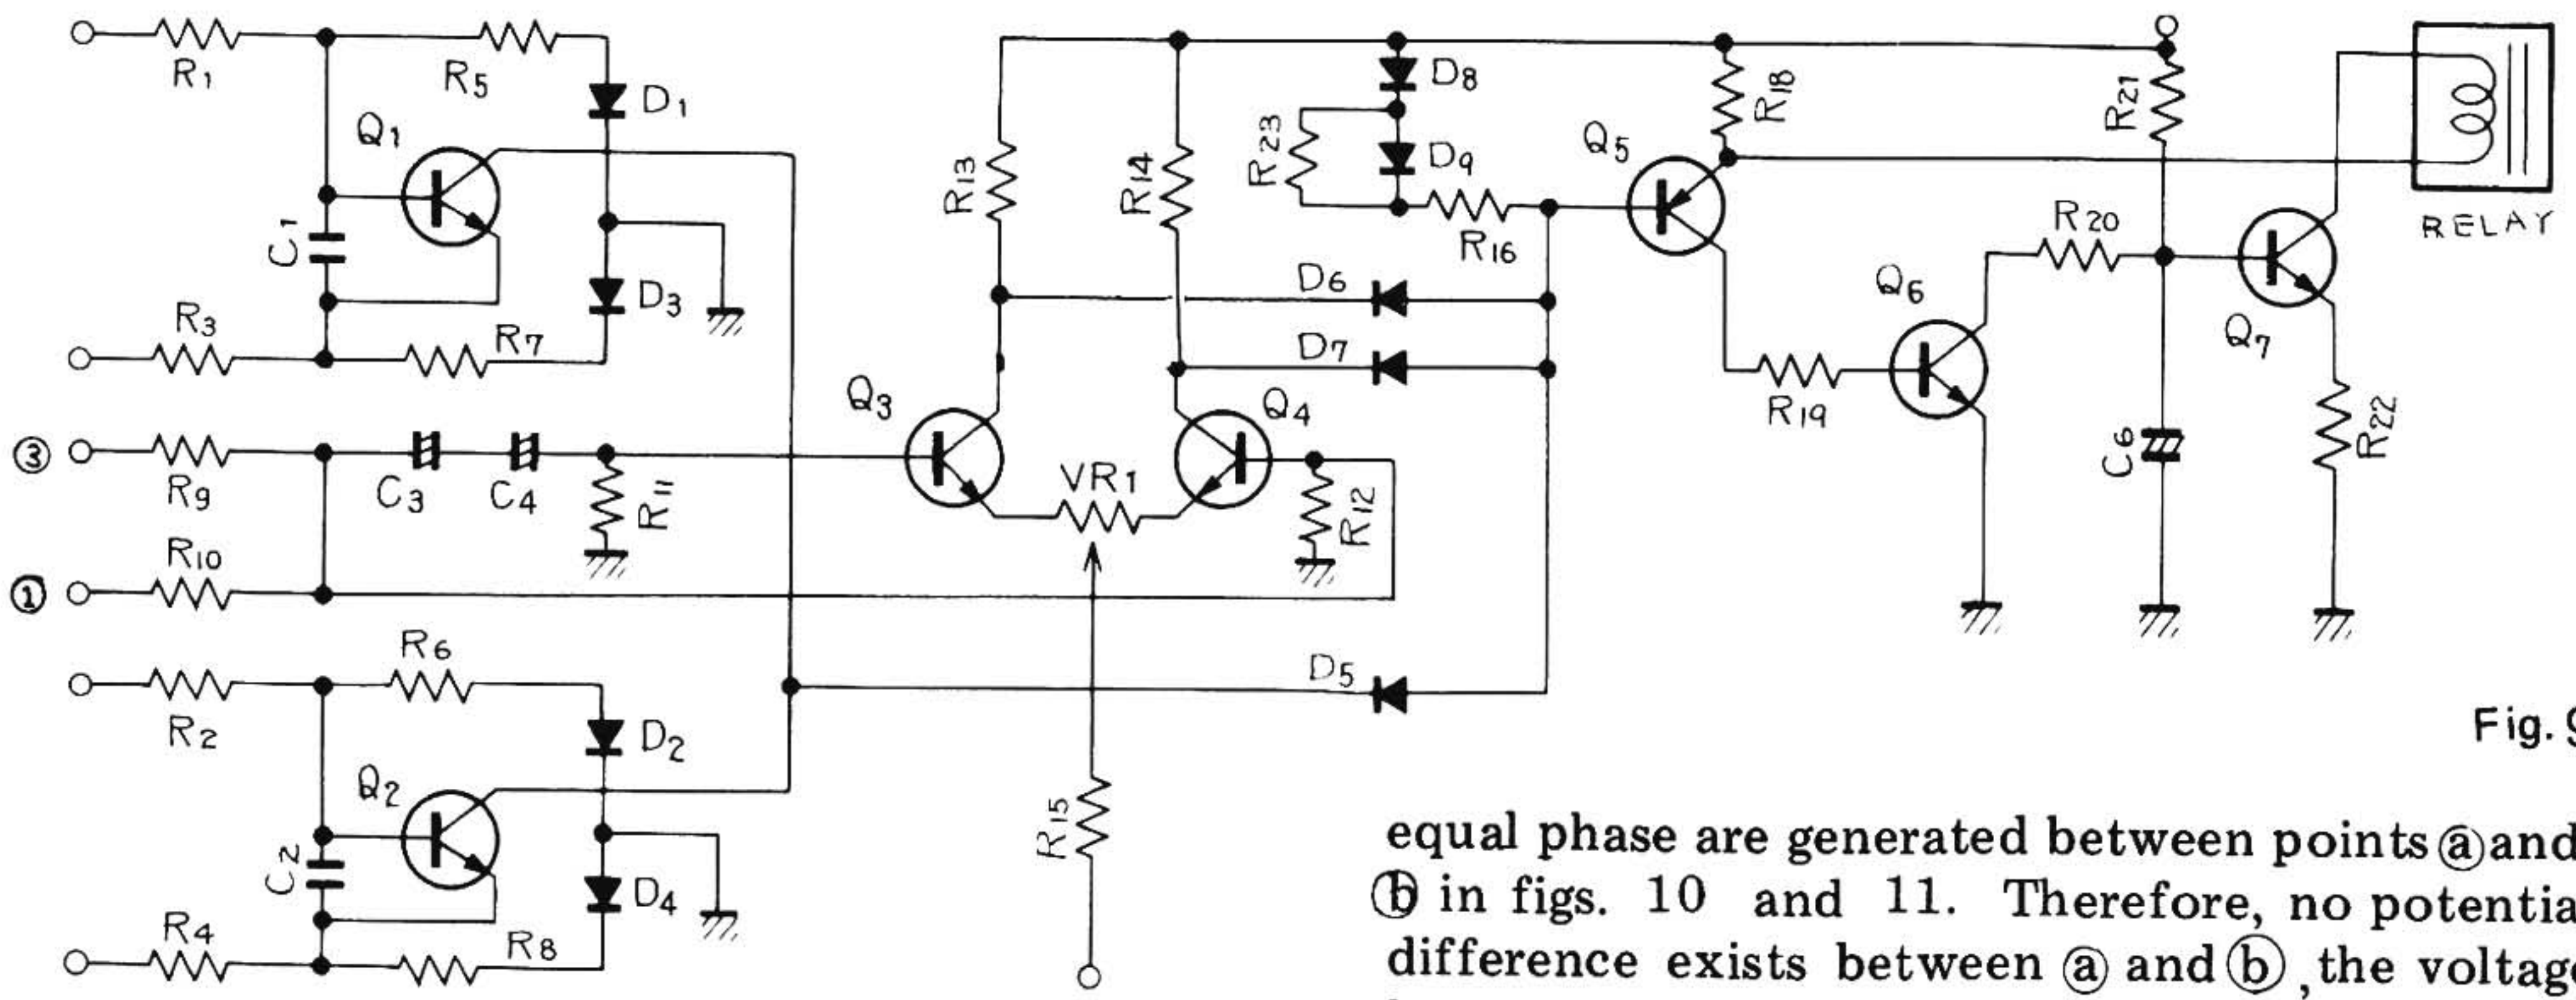 R1
R5
D1
Q1
C1
D3
R3
R7
③
R9
C3
C4
R11
R10
①
R6
R2
D2
Q2
C2
D4
R4
R8
Q3
VR1
Q4
R12
R15
R13
R14
D8
R23
D9
R16
D6
D7
D5
Q5
R18
R19
Q6
R20
R21
C6
Q7
R22
RELAY
Fig. 9
equal phase are generated between points ⓐ and
ⓑ in figs. 10 and 11. Therefore, no potentia
difference exists between ⓐ and ⓑ, the voltage